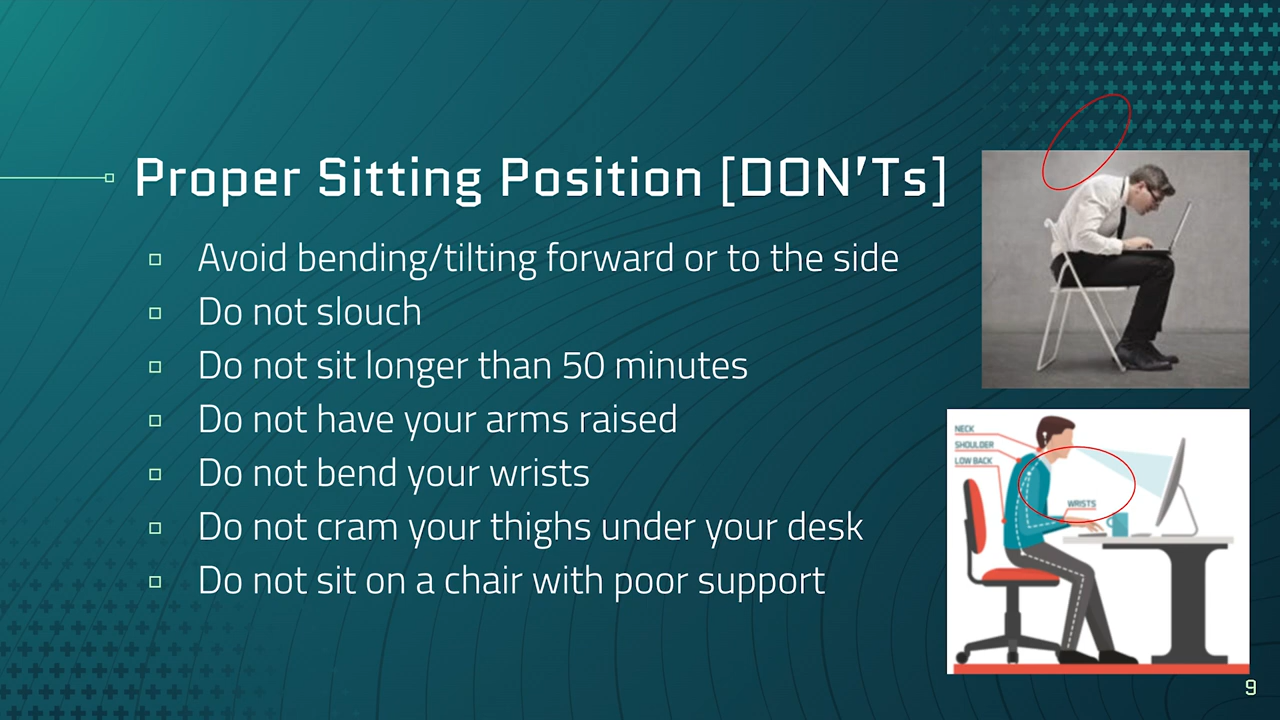 Proper Sitting Position [DON'Ts]
Avoid bending/tilting forward or to the side
Do not slouch
Do not sit longer than 50 minutes
Do not have your arms raised
Do not bend your wrists
Do not cram your thighs under your desk
Do not sit on a chair with poor support
NECK
SHOULDER
LOW BACK
WRISTS
9